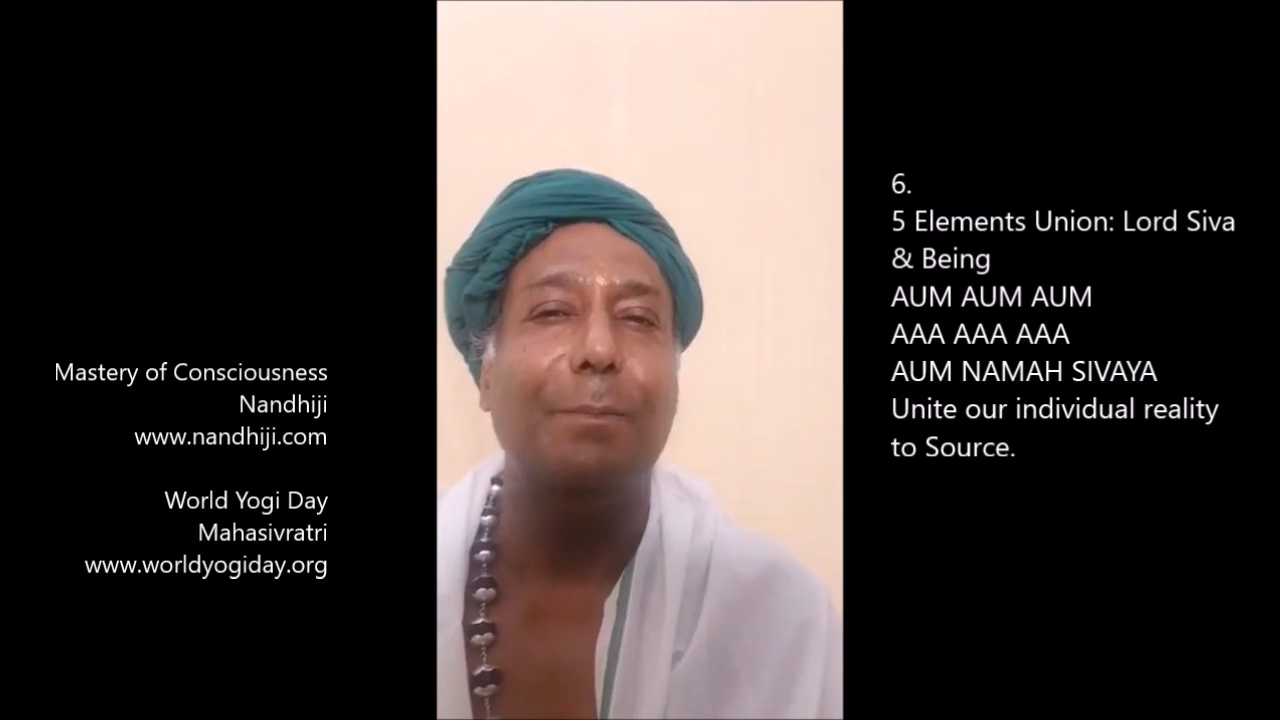 Mastery of Consciousness
Nandhiji
www.nandhiji.com
World Yogi Day
Mahasivratri
www.worldyogiday.org
6.
5 Elements Union: Lord Siva
& Being
AUM AUM AUM
AAA AAA AAA
AUM NAMAH SIVAYA
Unite our individual reality
to Source.